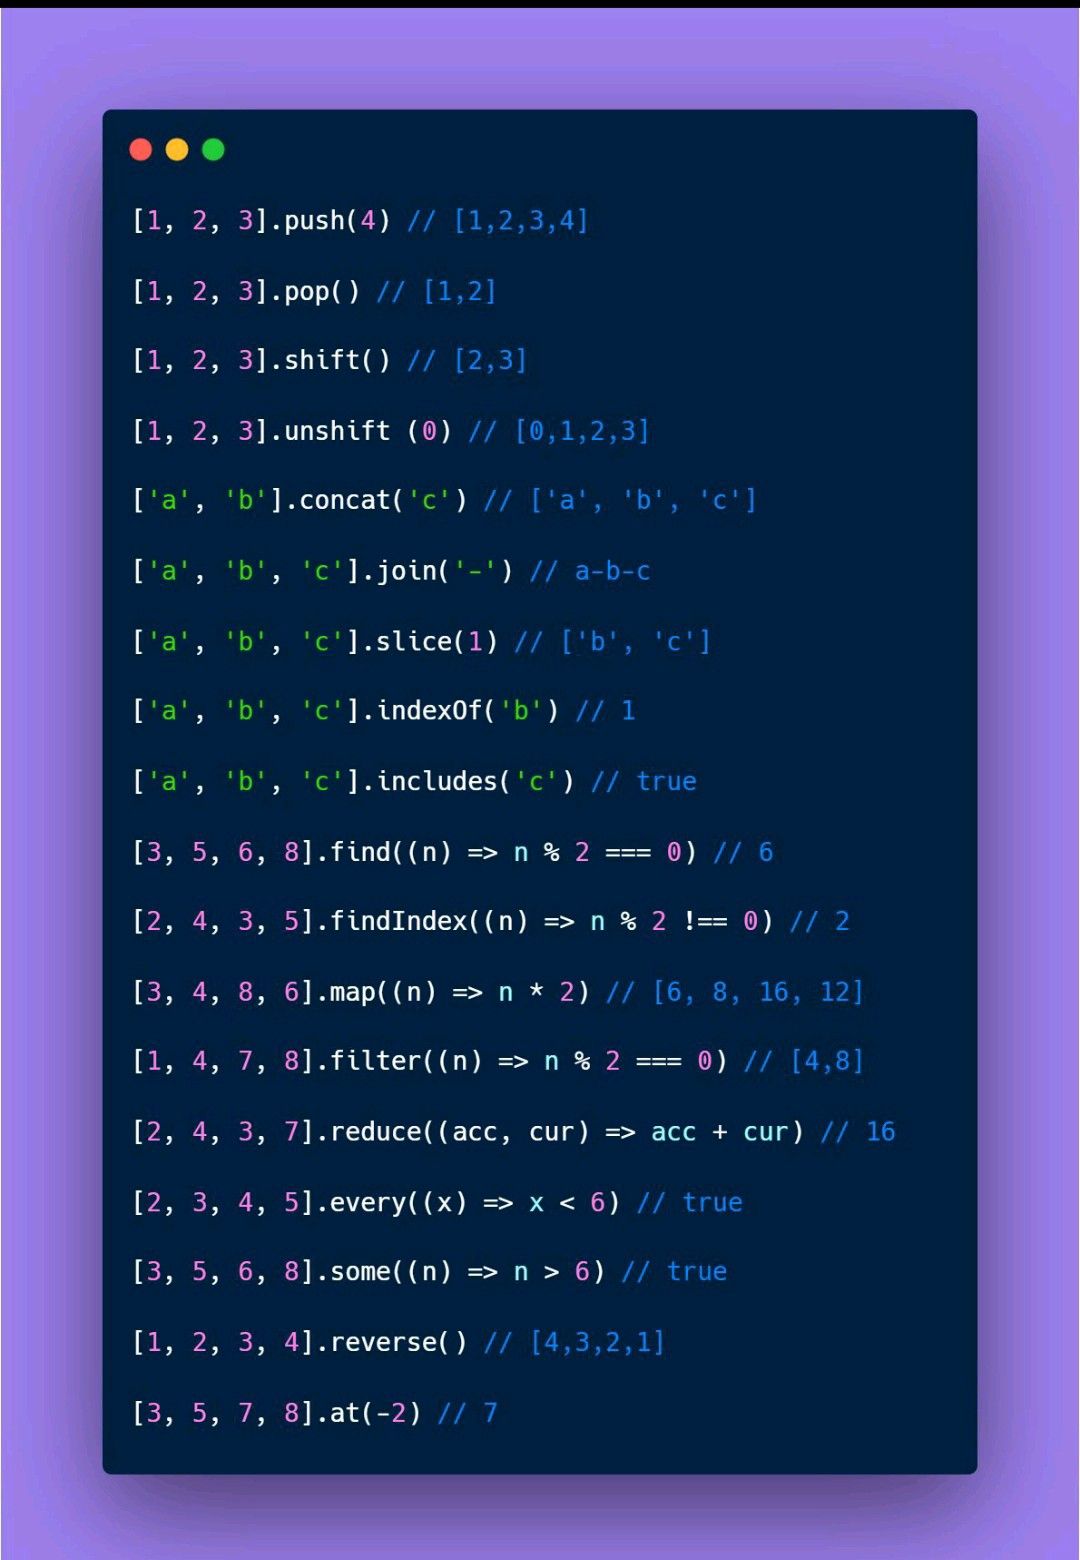 [1, 2, 3].push(4) // [1,2,3,4]
[1, 2, 3].pop() // [1,2]
[1, 2, 3].shift() // [2,3]
[1, 2, 3].unshift (0) // [0,1,2,3]
['a', 'b'].concat('c') // ['a', 'b', 'c']
['a', 'b', 'c'].join('-') // a-b-c
['a', 'b', 'c'].slice(1) // ['b', 'c']
['a', 'b', 'c'].indexOf('b') // 1
['a', 'b', 'c'].includes('c') // true
[3, 5, 6, 8].find((n) => n % 2 === 0) // 6
[2, 4, 3, 5].findIndex((n) => n % 2 !== 0) // 2
[3, 4, 8, 6].map((n) => n * 2) // [6, 8, 16, 12]
[1, 4, 7, 8].filter((n) => n % 2 === 0) // [4,8]
[2, 4, 3, 7].reduce((acc, cur) => acc + cur) // 16
[2, 3, 4, 5].every((x) => x < 6) // true
[3, 5, 6, 8].some((n) => n > 6) // true
[1, 2, 3, 4].reverse() // [4,3,2,1]
[3, 5, 7, 8].at(-2) // 7